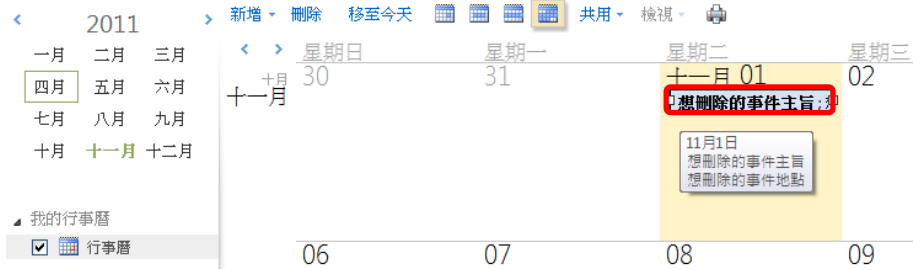 2011
一月 二月 三月
四月 五月 六月
七月 八月 九月
十月 十一月 十二月
我的行事曆
行事曆
新增 刪除 移至今天 共用 檢視
星期日 星期一 星期二 星期三
十月 30 31 十一月 01 02
十一月
想刪除的事件主旨; 想
11月1日
想刪除的事件主旨
想刪除的事件地點
06 07 08 09